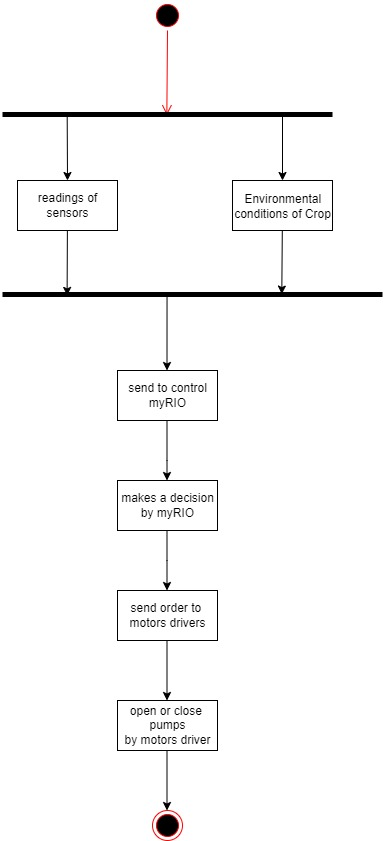 readings of
sensors
Environmental
conditions of Crop
send to control
myRIO
makes a decision
by myRIO
send order to
motors drivers
open or close
pumps
by motors driver